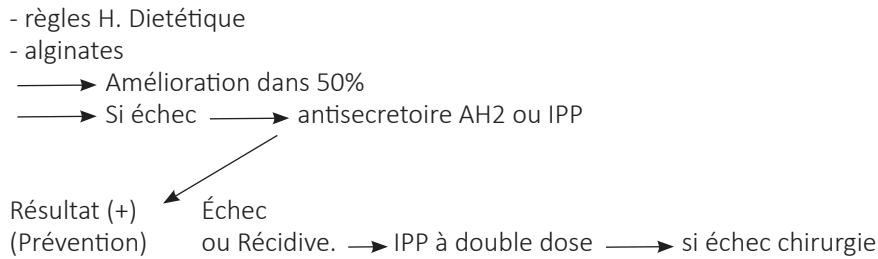 - règles H. Dietétique
- alginates
Amélioration dans 50%
Si échec antisecretoire AH2 ou IPP
Résultat (+) Échec
(Prévention) ou Récidive. IPP à double dose si échec chirurgie